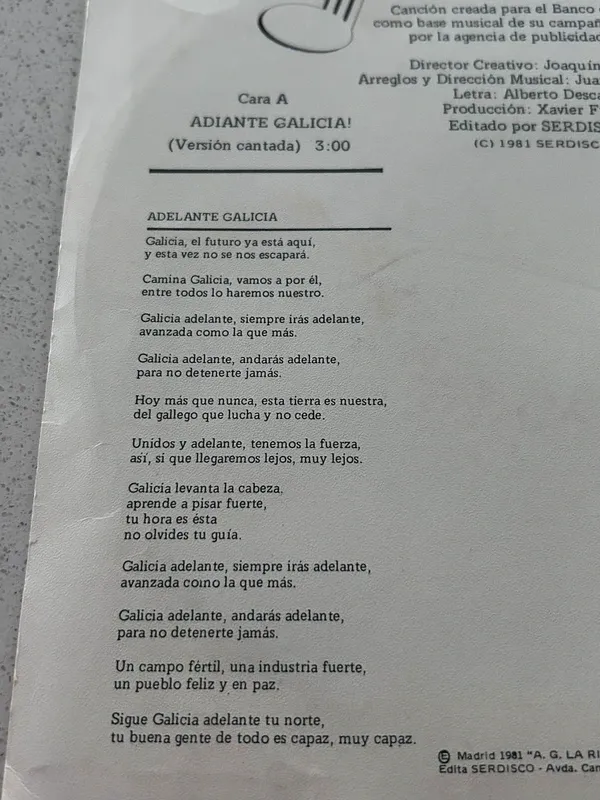 Canción creada para el Banco
como base musical de su
por la agencia de
Director Creativo: Joaquín
Arreglos y Dirección Musical:
Letra: Alberto
Producción: Xavier
Editado por
(C) 1981
Cara A
ADIANTE GALICIA!
(Versión cantada) 3:00
ADELANTE GALICIA
Galicia, el futuro ya está aquí,
y esta vez no se nos escapará.
Camina Galicia, vamos a por él,
entre todos lo haremos nuestro.
Galicia adelante, siempre irás adelante,
avanzada como la que más.
Galicia adelante, andarás adelante,
para no detenerte jamás.
Hoy más que nunca, esta tierra es nuestra,
del gallego que lucha y no cede.
Unidos y adelante, tenemos la fuerza,
así, si que llegaremos lejos, muy lejos.
Galicia levanta la cabeza,
aprende a pisar fuerte,
tu hora es ésta
no olvides tu guía.
Galicia adelante, siempre irás adelante,
avanzada como la que más.
Galicia adelante, andarás adelante,
para no detenerte jamás.
Un campo fértil, una industria fuerte,
un pueblo feliz y en paz.
Sigue Galicia adelante tu norte,
tu buena gente de todo es capaz, muy capaz.
Madrid 1981 "A. G. LA
Edita SERDISCO - Avda.